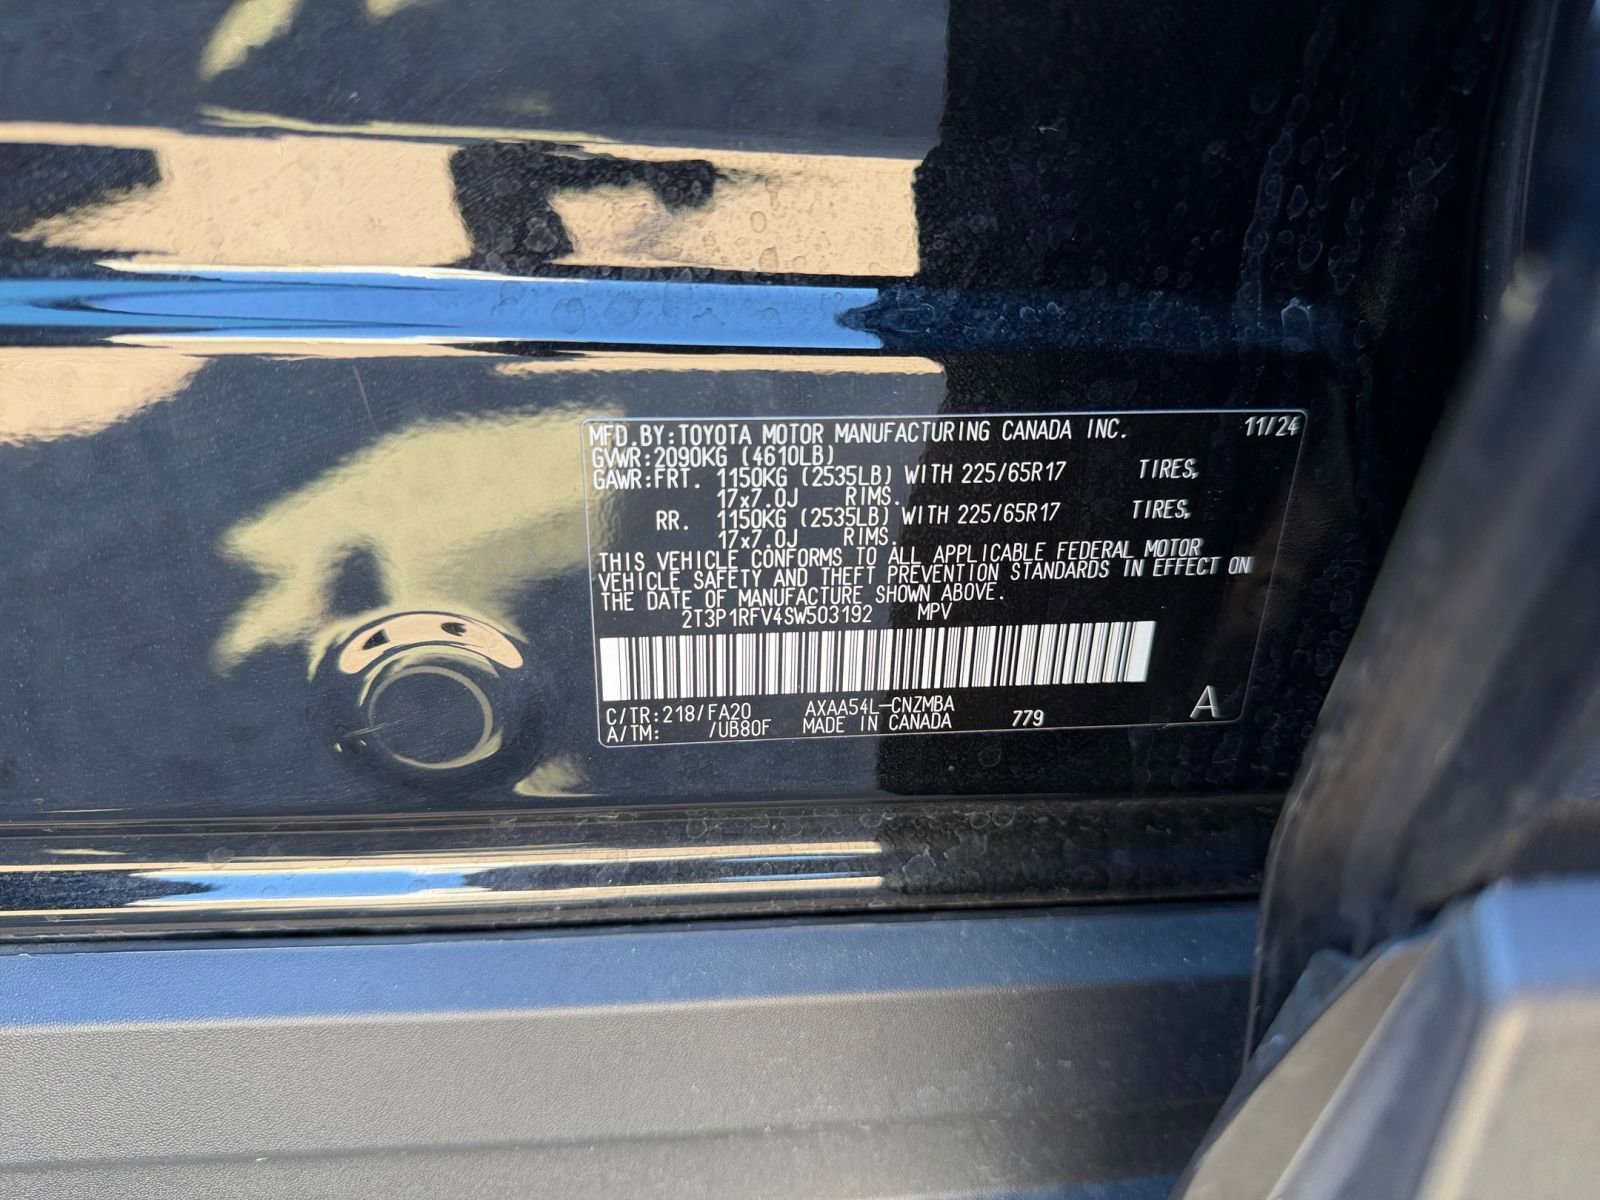 MFD.BY:TOYOTA MOTOR MANUFACTURING CANADA INC. 11/24
GVWR:2090KG (4610LB)
GAWR:FRT. 1150KG (2535LB) WITH 225/65R17 TIRES,
17x7.0J RIMS.
RR. 1150KG (2535LB) WITH 225/65R17 TIRES,
17x7.0J RIMS.
THIS VEHICLE CONFORMS TO ALL APPLICABLE FEDERAL MOTOR
VEHICLE SAFETY AND THEFT PREVENTION STANDARDS IN EFFECT ON
THE DATE OF MANUFACTURE SHOWN ABOVE.
2T3P1RFV4SW503192 MPV
C/TR:218/FA20 AXAA54L-CNZMBA
A/TM: /UB80F MADE IN CANADA 779 A